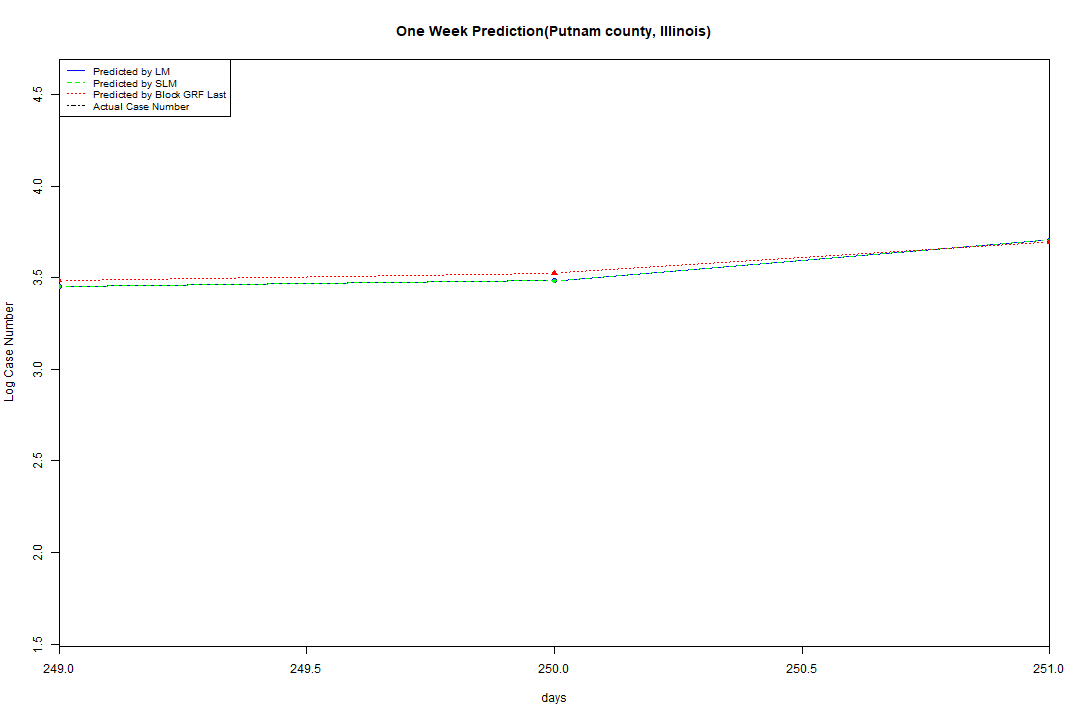 One Week Prediction(Putnam county, Illinois)
Predicted by LM
Predicted by SLM
Predicted by Block GRF Last
Actual Case Number
4.5
4.0
3.5
3.0
2.5
2.0
1.5
Log Case Number
249.0 249.5 250.0 250.5 251.0
days